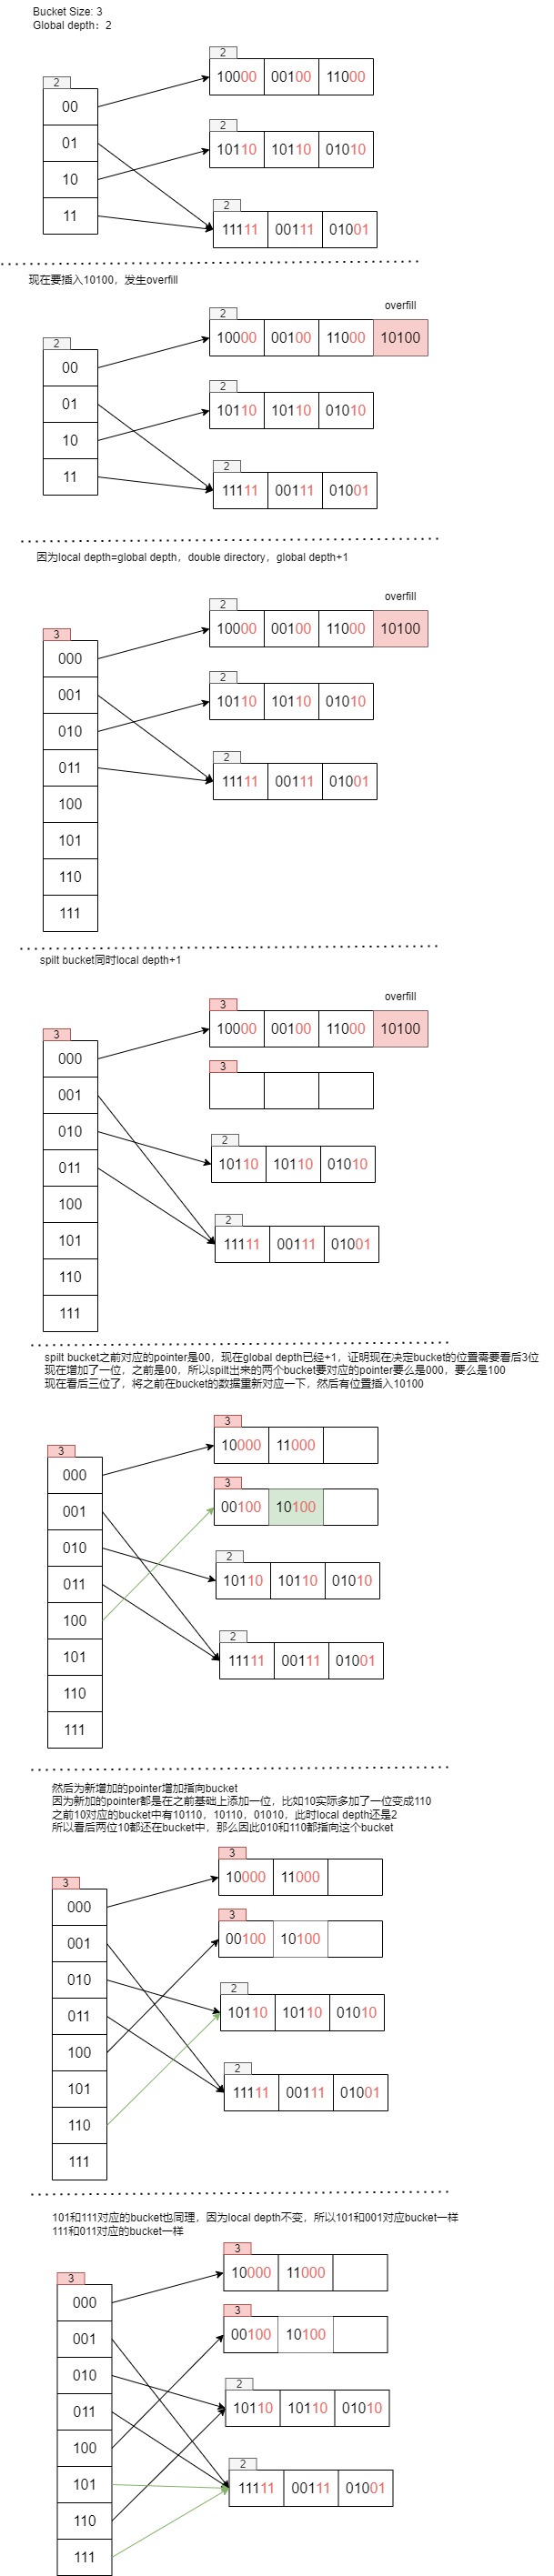 Bucket Size: 3
Global depth：2
2
00
01
10
11
2
10000 00100 11000
2
10110 10110 01010
2
11111 00111 01001
现在要插入10100，发生overfill
overfill
2
00
01
10
11
2
10000 00100 11000 10100
2
10110 10110 01010
2
11111 00111 01001
因为local depth=global depth，double directory，global depth+1
overfill
3
000
001
010
011
100
101
110
111
2
10000 00100 11000 10100
2
10110 10110 01010
2
11111 00111 01001
spilt bucket同时local depth+1
overfill
3
000
001
010
011
100
101
110
111
3
10000 00100 11000 10100
3
2
10110 10110 01010
2
11111 00111 01001
spilt bucket之前对应的pointer是00，现在global depth已经+1，证明现在决定bucket的位置需要看后3位
现在增加了一位，之前是00，所以spilt出来的两个bucket要对应的pointer要么是000，要么是100
现在看后三位了，将之前在bucket的数据重新对应一下，然后有位置插入10100
3
000
001
010
011
100
101
110
111
3
10000 11000
3
00100 10100
2
10110 10110 01010
2
11111 00111 01001
然后为新增加的pointer增加指向bucket
因为新加的pointer都是在之前基础上添加一位，比如10实际多加了一位变成110
之前10对应的bucket中有10110，10110，01010，此时local depth还是2
所以看后两位10都还在bucket中，那么因此010和110都指向这个bucket
3
000
001
010
011
100
101
110
111
3
10000 11000
3
00100 10100
2
10110 10110 01010
2
11111 00111 01001
101和111对应的bucket也同理，因为local depth不变，所以101和001对应bucket一样
111和011对应的bucket一样
3
000
001
010
011
100
101
110
111
3
10000 11000
3
00100 10100
2
10110 10110 01010
2
11111 00111 01001